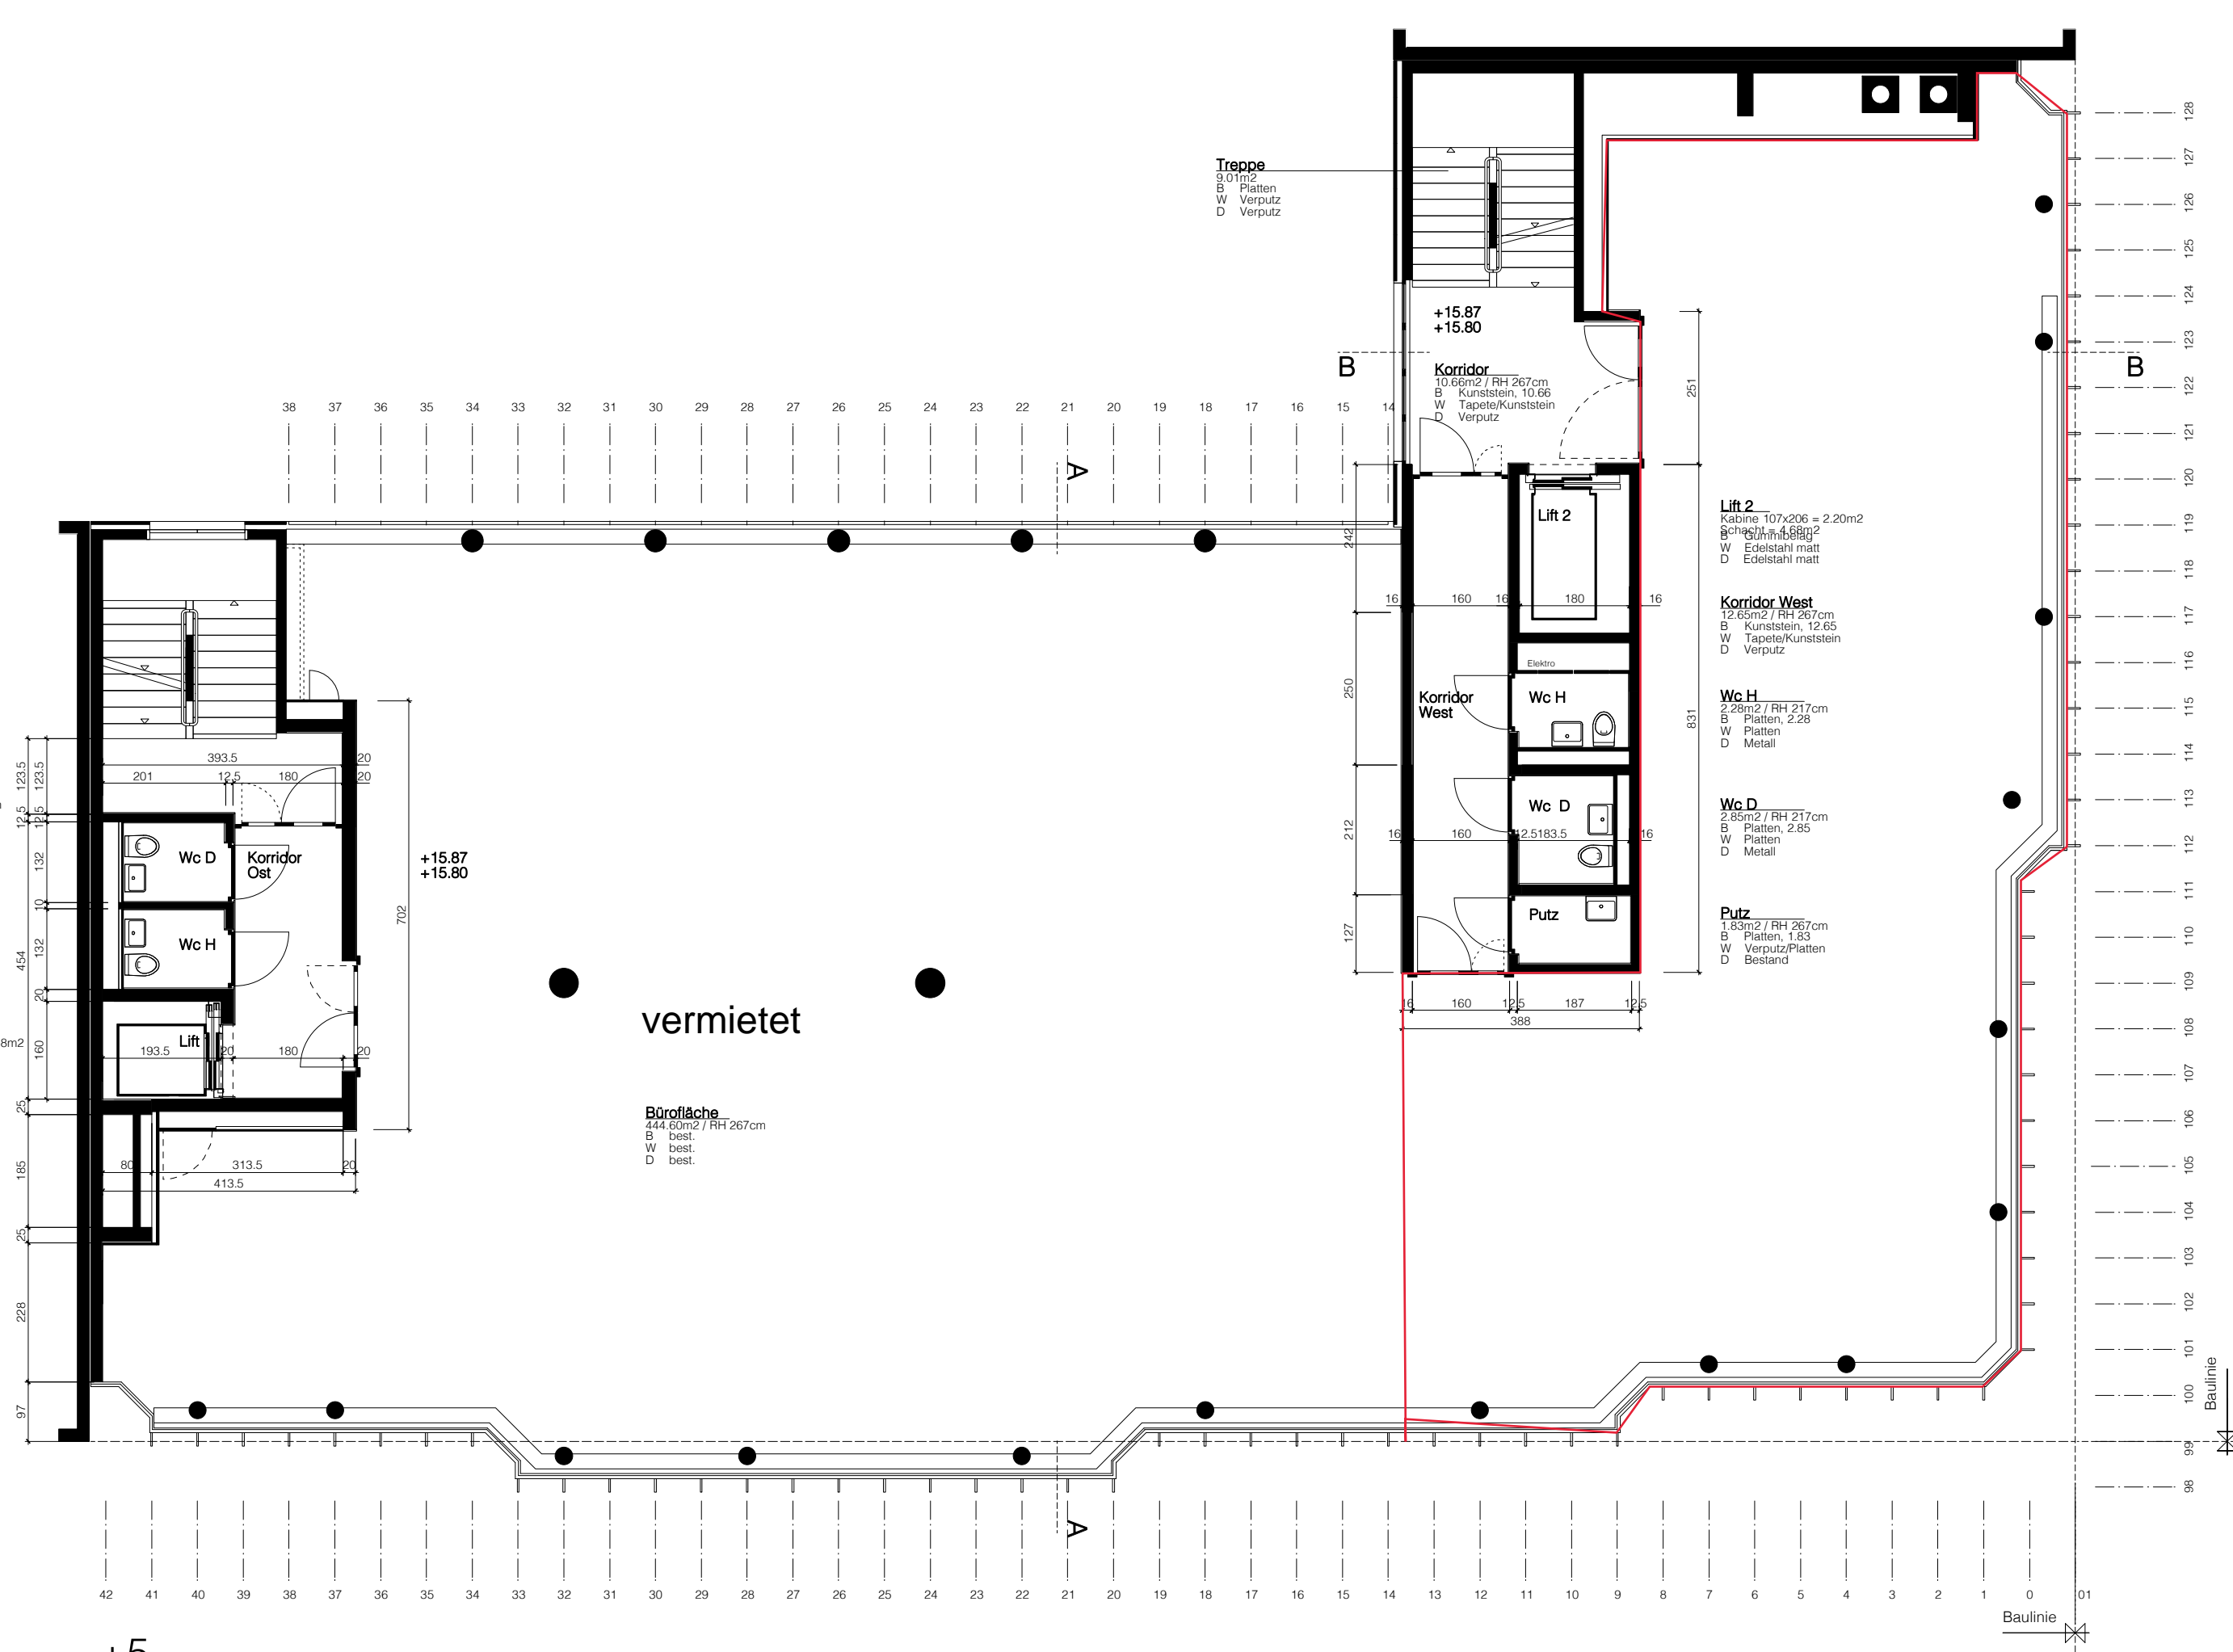 Treppe
9.01m2
B Platten
W Verputz
D Verputz
+15.87
+15.80
B
B
Korridor
10.66m2 / RH 267cm
B Kunststein, 10.66
W Tapete/Kunststein
D Verputz
251
128
127
126
125
124
123
122
121
120
119
118
117
116
115
114
113
112
111
110
109
108
107
106
105
104
103
102
101
100
99
98
38 37 36 35 34 33 32 31 30 29 28 27 26 25 24 23 22 21 20 19 18 17 16 15 14
A
Lift 2
242
16 160 16 180 16
Lift 2
Kabine 107x206 = 2.20m2
Schacht = 4.68m2
B Gummibelag
W Edelstahl matt
D Edelstahl matt
Korridor West
12.65m2 / RH 267cm
B Kunststein, 12.65
W Tapete/Kunststein
D Verputz
Elektro
Wc H
Korridor
West
250
831
Wc H
2.28m2 / RH 217cm
B Platten, 2.28
W Platten
D Metall
Wc D
212
16 160 12.5 183.5 16
Wc D
2.85m2 / RH 217cm
B Platten, 2.85
W Platten
D Metall
Putz
127
Putz
1.83m2 / RH 267cm
B Platten, 1.83
W Verputz/Platten
D Bestand
16 160 12.5 187 12.5
388
393.5 20
201 12.5 180 20
123.5 123.5
12.5 12.5
132
10
132
454
20
160
25
185
25
228
97
Wc D
Korridor
Ost
+15.87
+15.80
702
Wc H
Lift
8m2
193.5 20 180 20
80 313.5 20
413.5
vermietet
Bürofläche
444.60m2 / RH 267cm
B best.
W best.
D best.
A
Baulinie
42 41 40 39 38 37 36 35 34 33 32 31 30 29 28 27 26 25 24 23 22 21 20 19 18 17 16 15 14 13 12 11 10 9 8 7 6 5 4 3 2 1 0 01
Baulinie